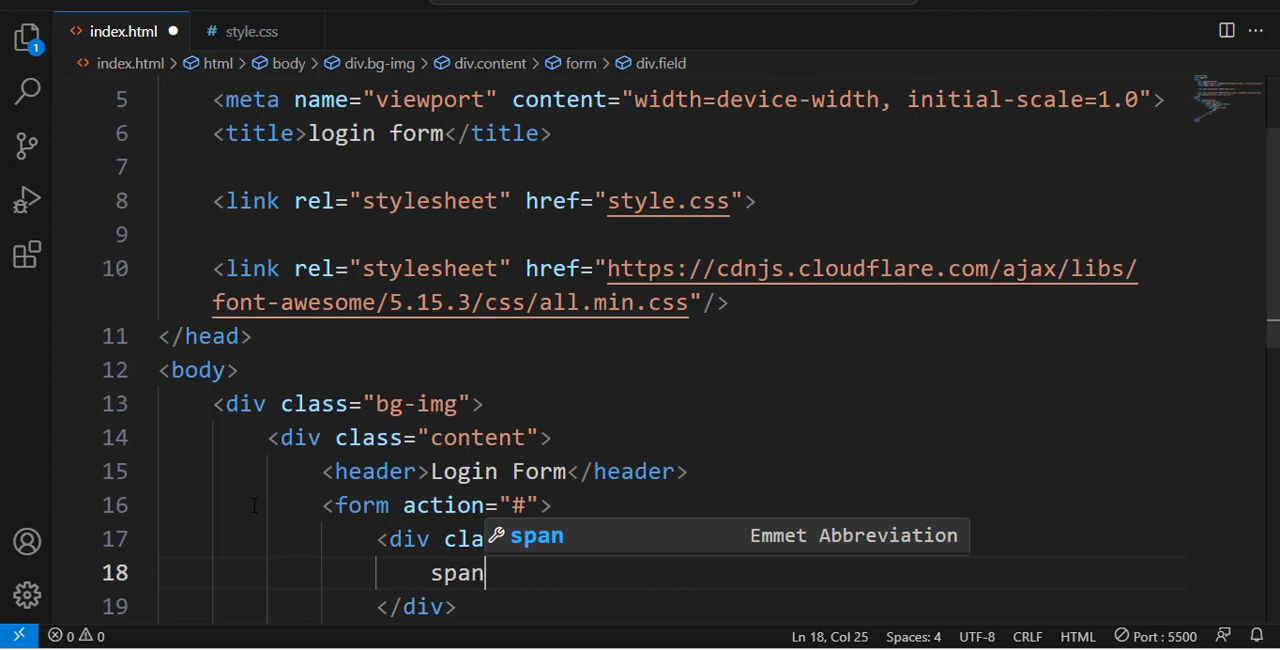 index.html
# style.css
1
index.html > html > body > div.bg-img > div.content > form > div.field
5 <meta name="viewport" content="width=device-width, initial-scale=1.0">
6 <title>login form</title>
7
8 <link rel="stylesheet" href="style.css">
9
10 <link rel="stylesheet" href="https://cdnjs.cloudflare.com/ajax/libs/
font-awesome/5.15.3/css/all.min.css"/>
11 </head>
12 <body>
13 <div class="bg-img">
14 <div class="content">
15 <header>Login Form</header>
16 <form action="#">
17 <div cla
span Emmet Abbreviation
18 span
19 </div>
0 0 Ln 18, Col 25 Spaces: 4 UTF-8 CRLF HTML Port : 5500